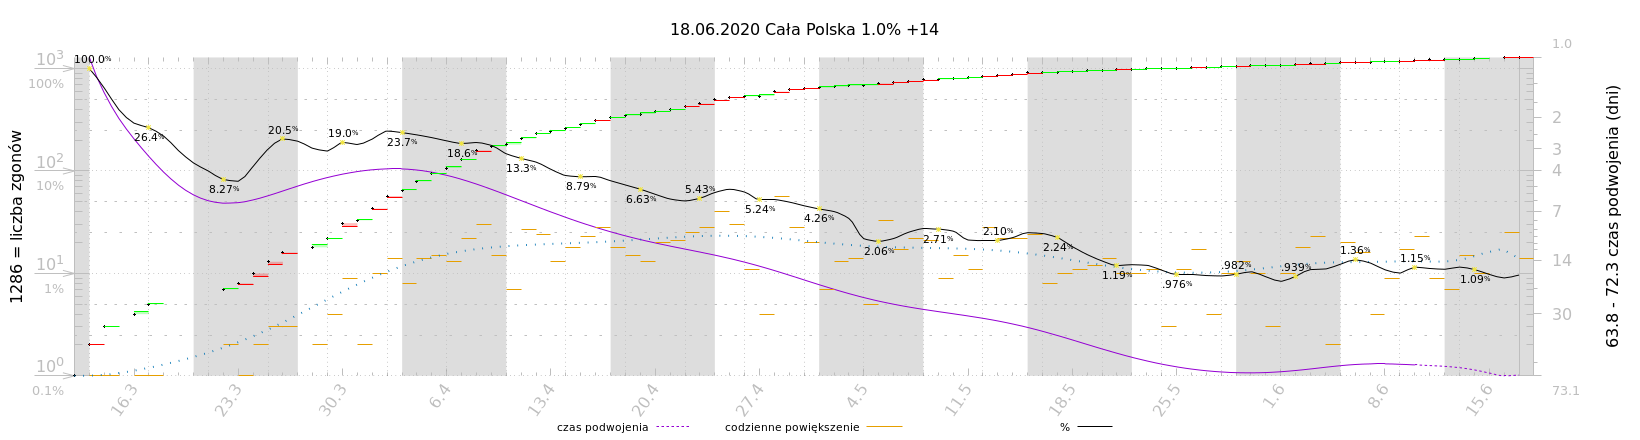 18.06.2020 Cała Polska 1.0% +14
10³ 100.0% 1.0
100%
20.5% 19.0% 2
26.4% 23.7% 18.6% 3
10² 13.3% 4
10% 8.27% 8.79% 6.63% 5.43% 5.24% 4.26% 7
2.06% 2.71% 2.10% 2.24%
10¹ 1.19% .976% .982% .939% 1.36% 1.15% 1.09% 14
1% 30
10⁰
0.1% 73.1
1286 = liczba zgonów
63.8 - 72.3 czas podwojenia (dni)
16.3 23.3 30.3 6.4 13.4 20.4 27.4 4.5 11.5 18.5 25.5 1.6 8.6 15.6
czas podwojenia codzienne powiększenie %